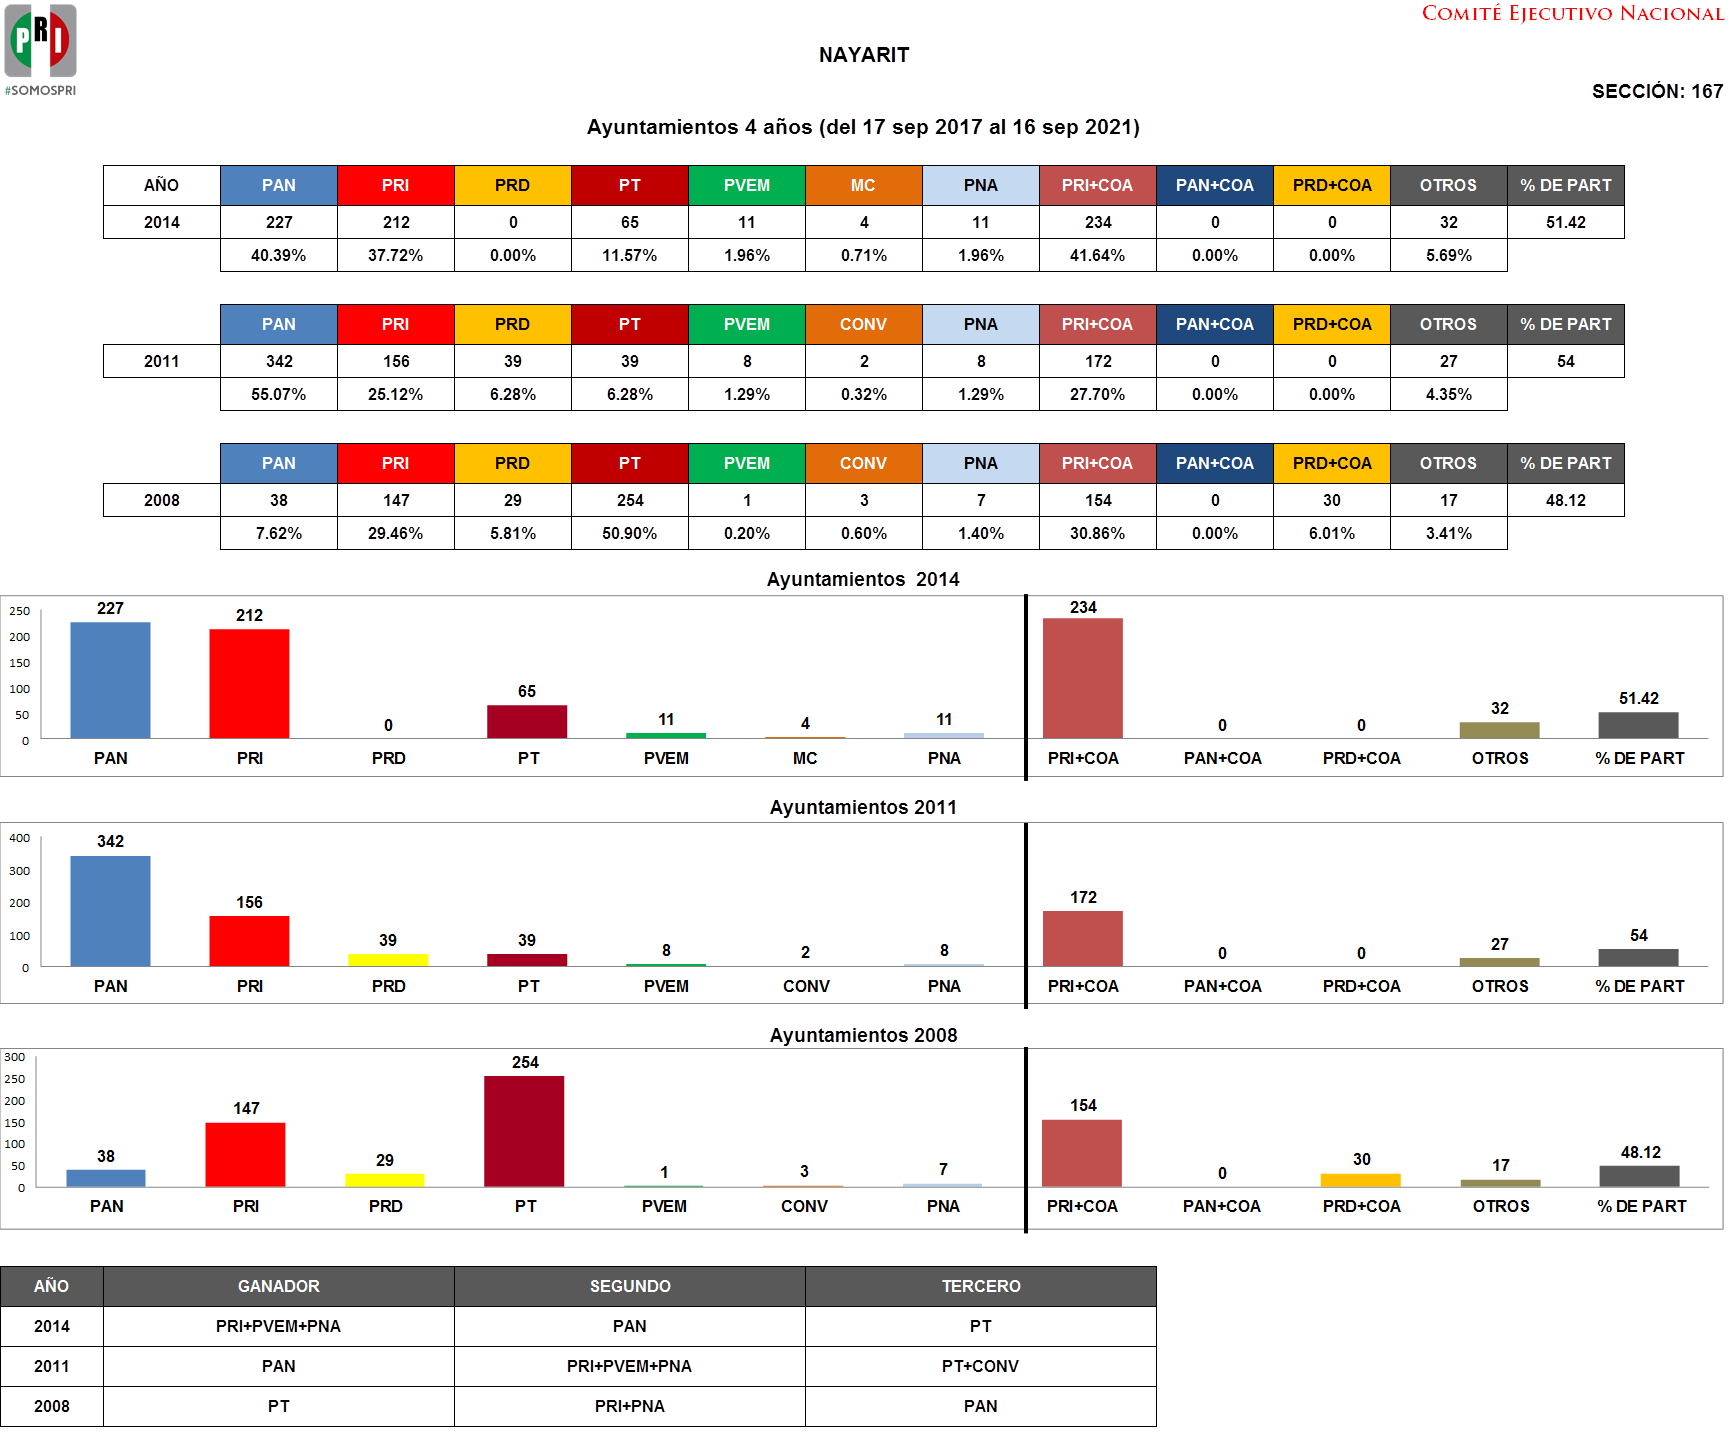 PRI
#SOMOSPRI
COMITÉ EJECUTIVO NACIONAL
NAYARIT
SECCIÓN: 167
Ayuntamientos 4 años (del 17 sep 2017 al 16 sep 2021)
AÑO PAN PRI PRD PT PVEM MC PNA PRI+COA PAN+COA PRD+COA OTROS % DE PART
2014 227 212 0 65 11 4 11 234 0 0 32 51.42
40.39% 37.72% 0.00% 11.57% 1.96% 0.71% 1.96% 41.64% 0.00% 0.00% 5.69%
PAN PRI PRD PT PVEM CONV PNA PRI+COA PAN+COA PRD+COA OTROS % DE PART
2011 342 156 39 39 8 2 8 172 0 0 27 54
55.07% 25.12% 6.28% 6.28% 1.29% 0.32% 1.29% 27.70% 0.00% 0.00% 4.35%
PAN PRI PRD PT PVEM CONV PNA PRI+COA PAN+COA PRD+COA OTROS % DE PART
2008 38 147 29 254 1 3 7 154 0 30 17 48.12
7.62% 29.46% 5.81% 50.90% 0.20% 0.60% 1.40% 30.86% 0.00% 6.01% 3.41%
Ayuntamientos 2014
250
200
150
100
50
0
227 212 0 65 11 4 11 234 0 0 32 51.42
PAN PRI PRD PT PVEM MC PNA PRI+COA PAN+COA PRD+COA OTROS % DE PART
Ayuntamientos 2011
400
300
200
100
0
342 156 39 39 8 2 8 172 0 0 27 54
PAN PRI PRD PT PVEM CONV PNA PRI+COA PAN+COA PRD+COA OTROS % DE PART
Ayuntamientos 2008
300
250
200
150
100
50
0
38 147 29 254 1 3 7 154 0 30 17 48.12
PAN PRI PRD PT PVEM CONV PNA PRI+COA PAN+COA PRD+COA OTROS % DE PART
AÑO GANADOR SEGUNDO TERCERO
2014 PRI+PVEM+PNA PAN PT
2011 PAN PRI+PVEM+PNA PT+CONV
2008 PT PRI+PNA PAN